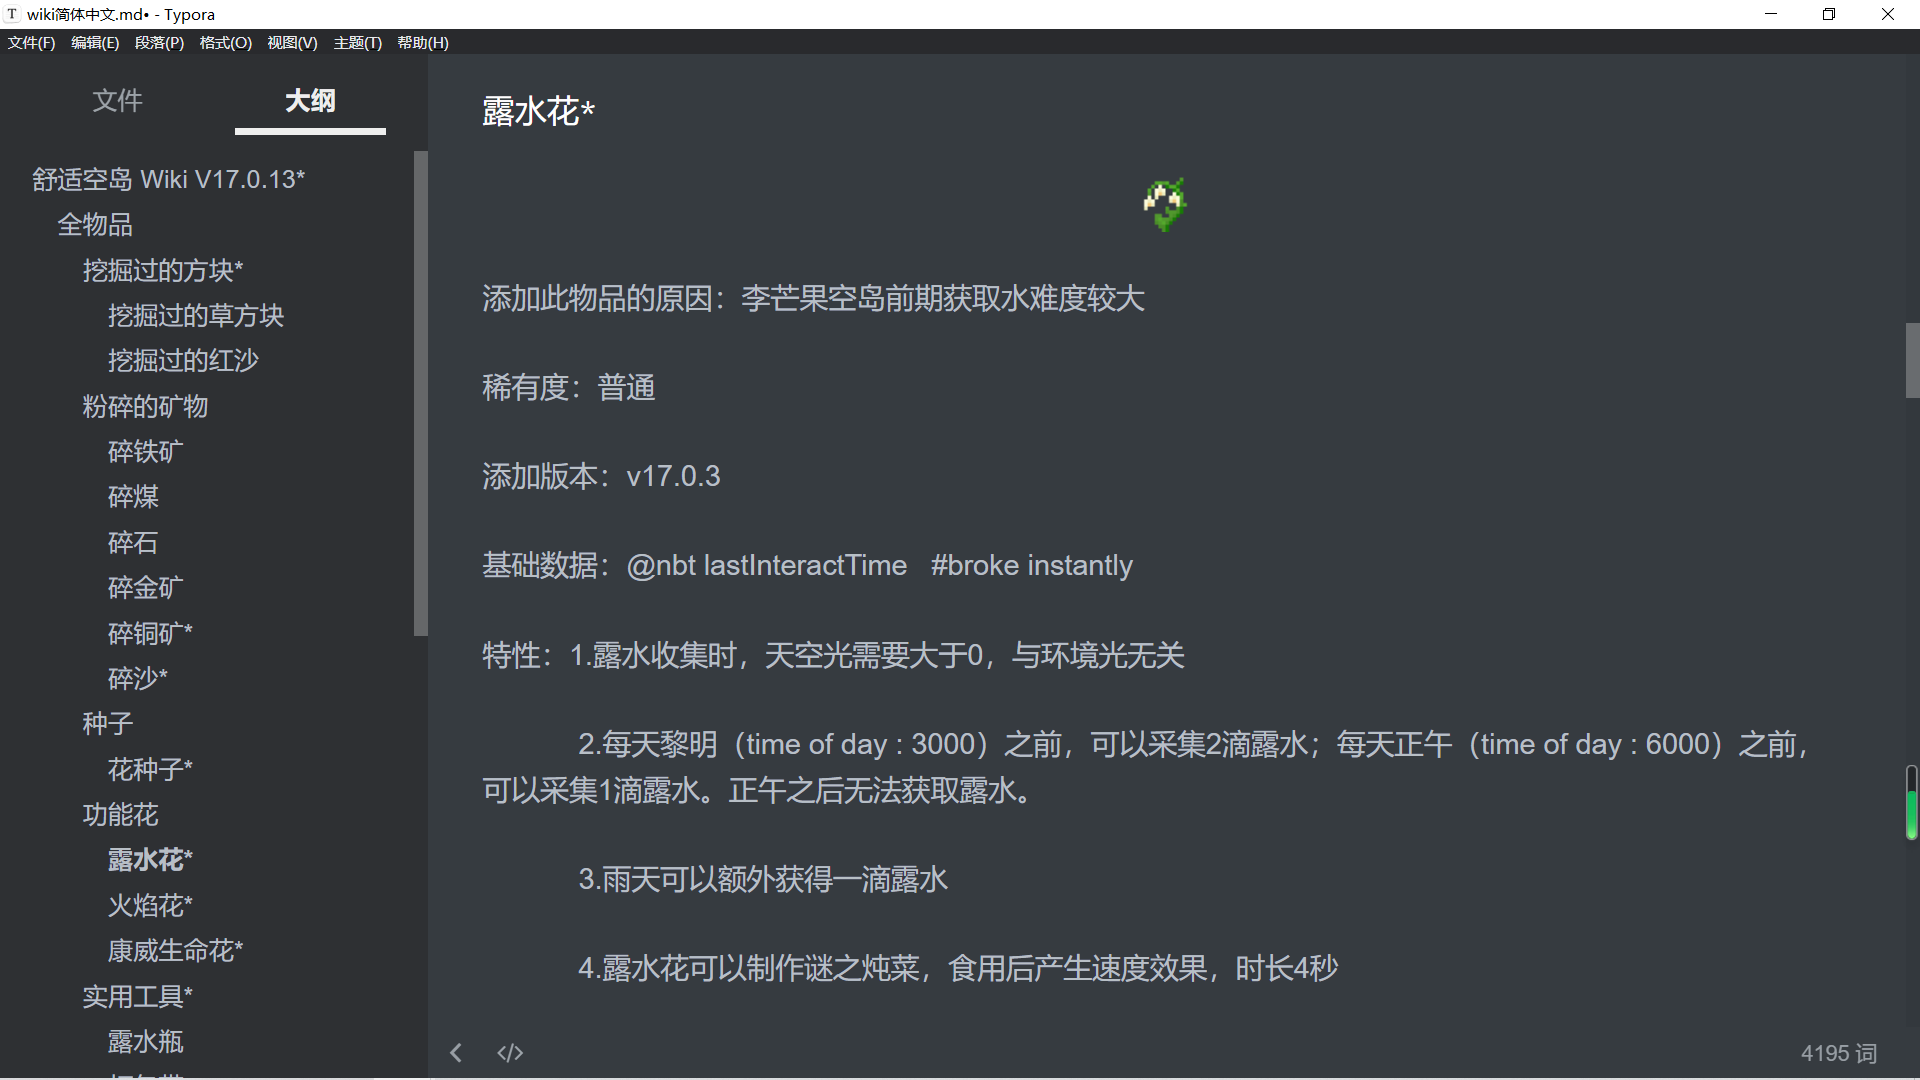 wiki简体中文.md• - Typora
文件(F) 编辑(E) 段落(P) 格式(O) 视图(V) 主题(T) 帮助(H)
文件 大纲
舒适空岛 Wiki V17.0.13*
全物品
挖掘过的方块*
挖掘过的草方块
挖掘过的红沙
粉碎的矿物
碎铁矿
碎煤
碎石
碎金矿
碎铜矿*
碎沙*
种子
花种子*
功能花
露水花*
火焰花*
康威生命花*
实用工具*
露水瓶
露水花*
添加此物品的原因：李芒果空岛前期获取水难度较大
稀有度：普通
添加版本：v17.0.3
基础数据：@nbt lastInteractTime #broke instantly
特性：1.露水收集时，天空光需要大于0，与环境光无关
2.每天黎明（time of day : 3000）之前，可以采集2滴露水；每天正午（time of day : 6000）之前，
可以采集1滴露水。正午之后无法获取露水。
3.雨天可以额外获得一滴露水
4.露水花可以制作谜之炖菜，食用后产生速度效果，时长4秒
</> 4195 词